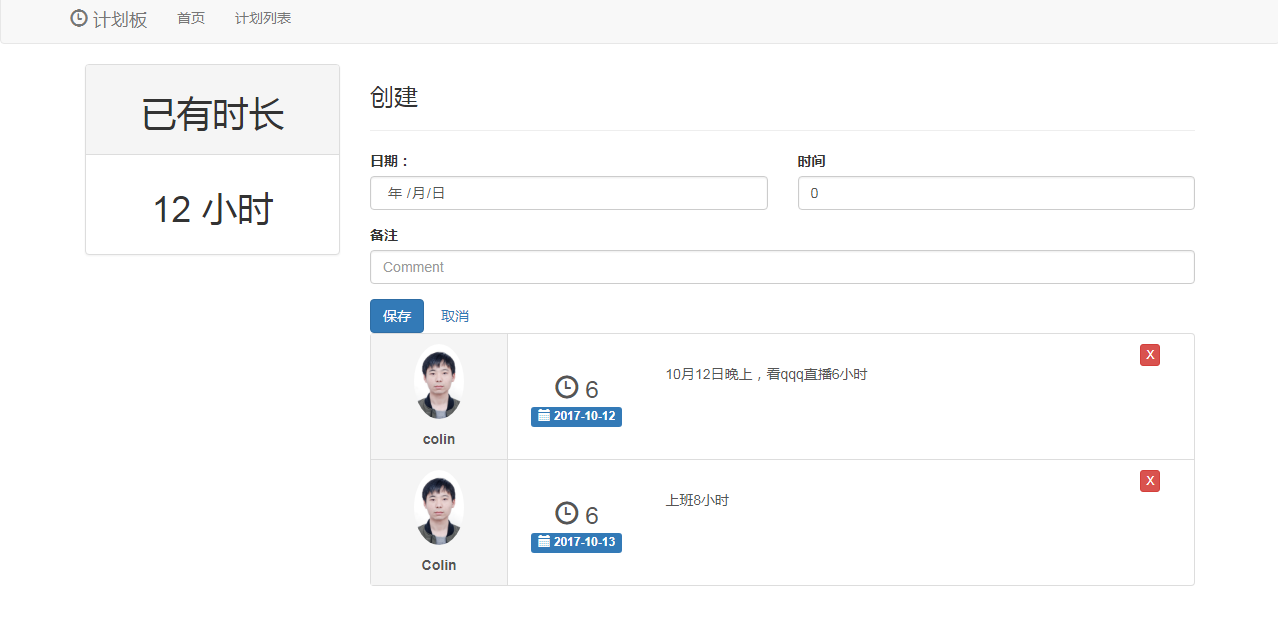 计划板 首页 计划列表
已有时长
12 小时
创建
日期： 时间
年 /月/日 0
备注
Comment
保存 取消
6 10月12日晚上，看qqq直播6小时 X
2017-10-12
colin
6 上班8小时 X
2017-10-13
Colin